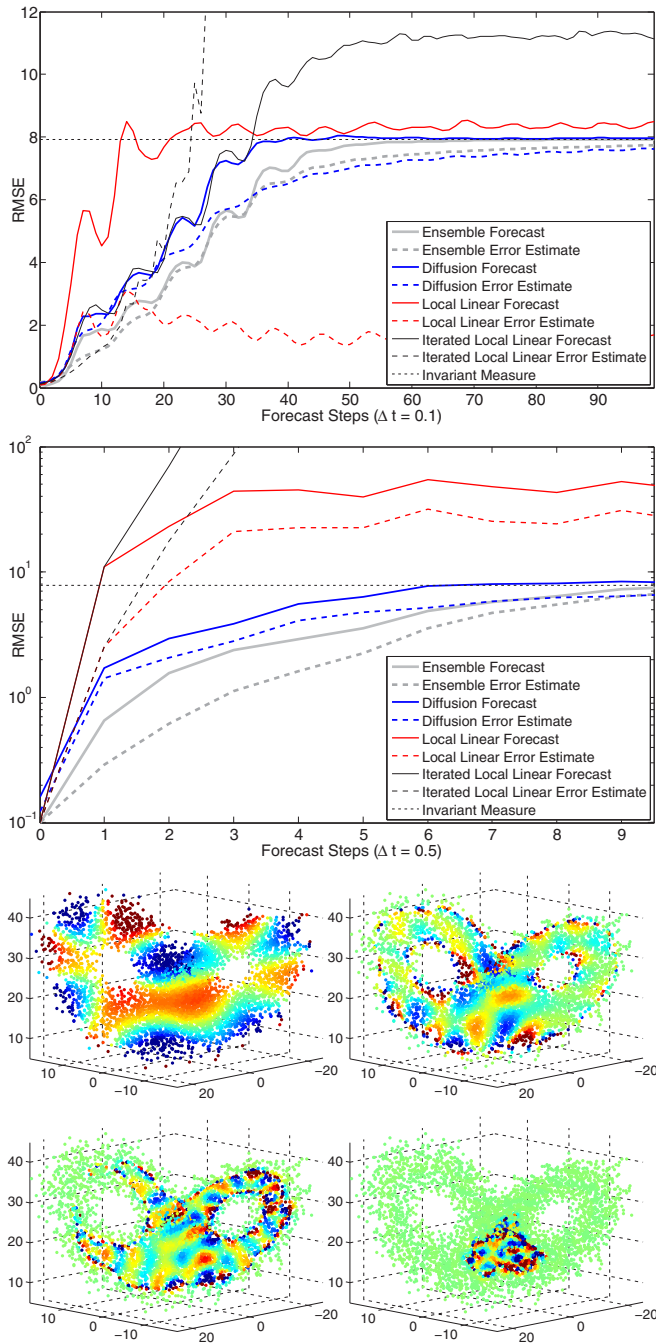 12
10
8
6
4
2
0
RMSE
Ensemble Forecast
Ensemble Error Estimate
Diffusion Forecast
Diffusion Error Estimate
Local Linear Forecast
Local Linear Error Estimate
Iterated Local Linear Forecast
Iterated Local Linear Error Estimate
Invariant Measure
0 10 20 30 40 50 60 70 80 90
Forecast Steps (Δ t = 0.1)
10^2
10^1
10^0
10^-1
RMSE
Ensemble Forecast
Ensemble Error Estimate
Diffusion Forecast
Diffusion Error Estimate
Local Linear Forecast
Local Linear Error Estimate
Iterated Local Linear Forecast
Iterated Local Linear Error Estimate
Invariant Measure
0 1 2 3 4 5 6 7 8 9
Forecast Steps (Δ t = 0.5)
40
30
20
10
10 0 −10 20 0 −20
40
30
20
10
10 0 −10 20 0 −20
40
30
20
10
10 0 −10 20 0 −20
40
30
20
10
10 0 −10 20 0 −20